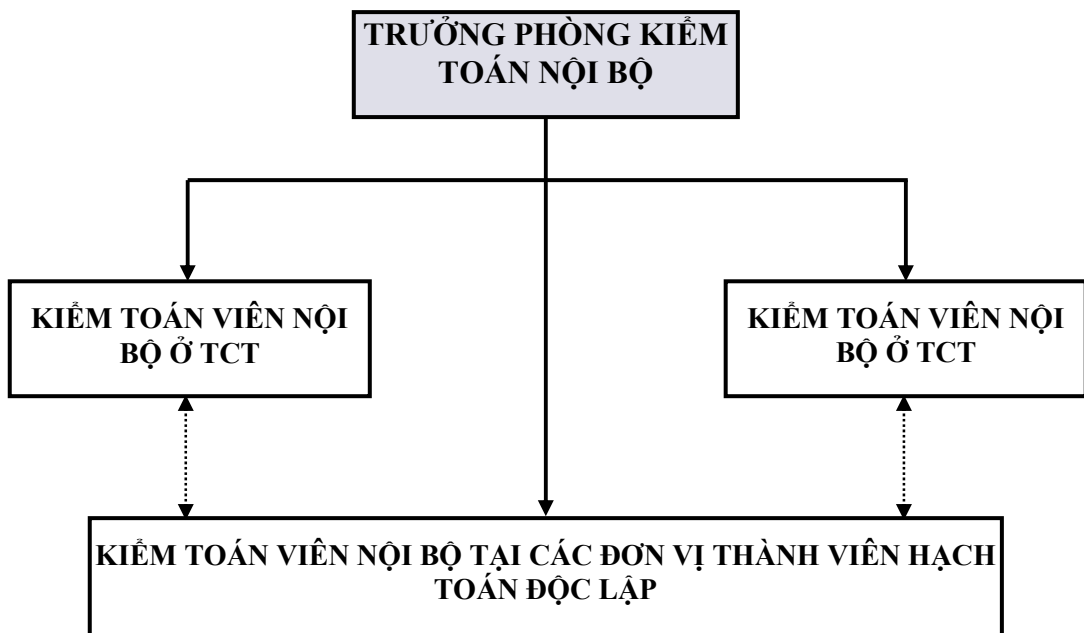 TRƯỞNG PHÒNG KIỂM
TOÁN NỘI BỘ
KIỂM TOÁN VIÊN NỘI
BỘ Ở TCT
KIỂM TOÁN VIÊN NỘI
BỘ Ở TCT
KIỂM TOÁN VIÊN NỘI BỘ TẠI CÁC ĐƠN VỊ THÀNH VIÊN HẠCH
TOÁN ĐỘC LẬP